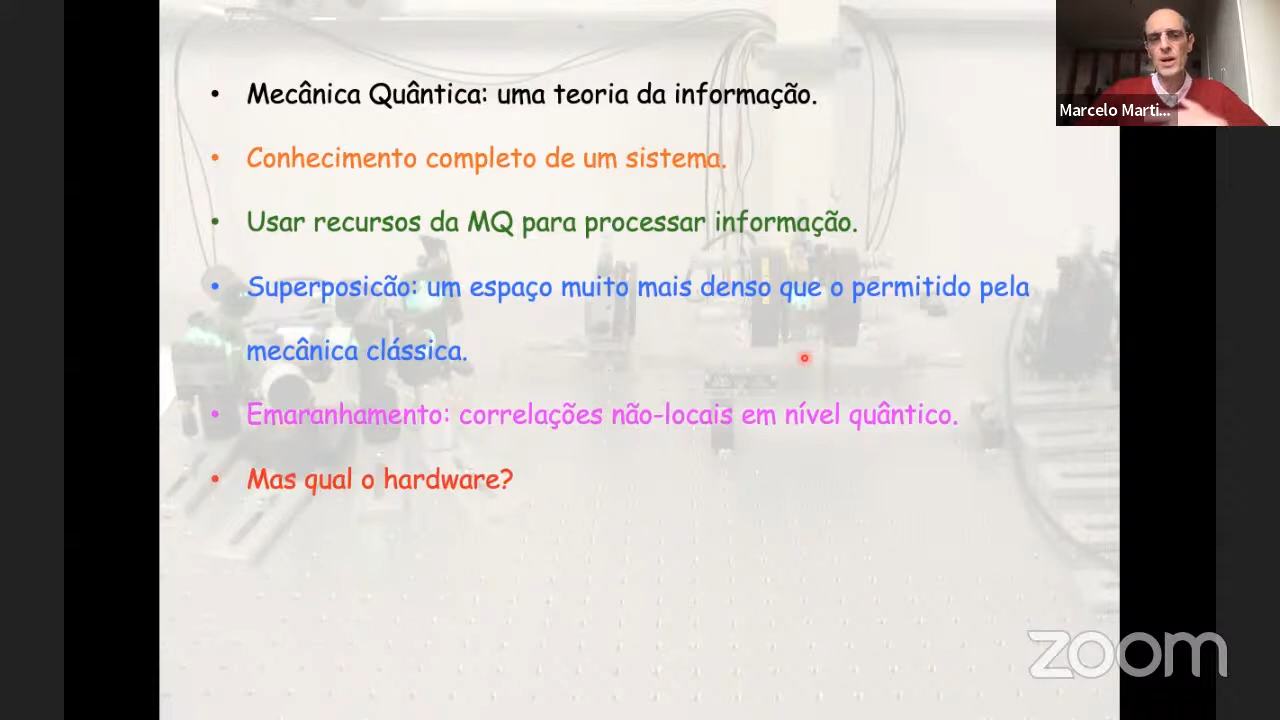 • Mecânica Quântica: uma teoria da informação.
• Conhecimento completo de um sistema.
• Usar recursos da MQ para processar informação.
• Superposicão: um espaço muito mais denso que o permitido pela
mecânica clássica.
• Emaranhamento: correlações não-locais em nível quântico.
• Mas qual o hardware?
Marcelo Marti...
zoom